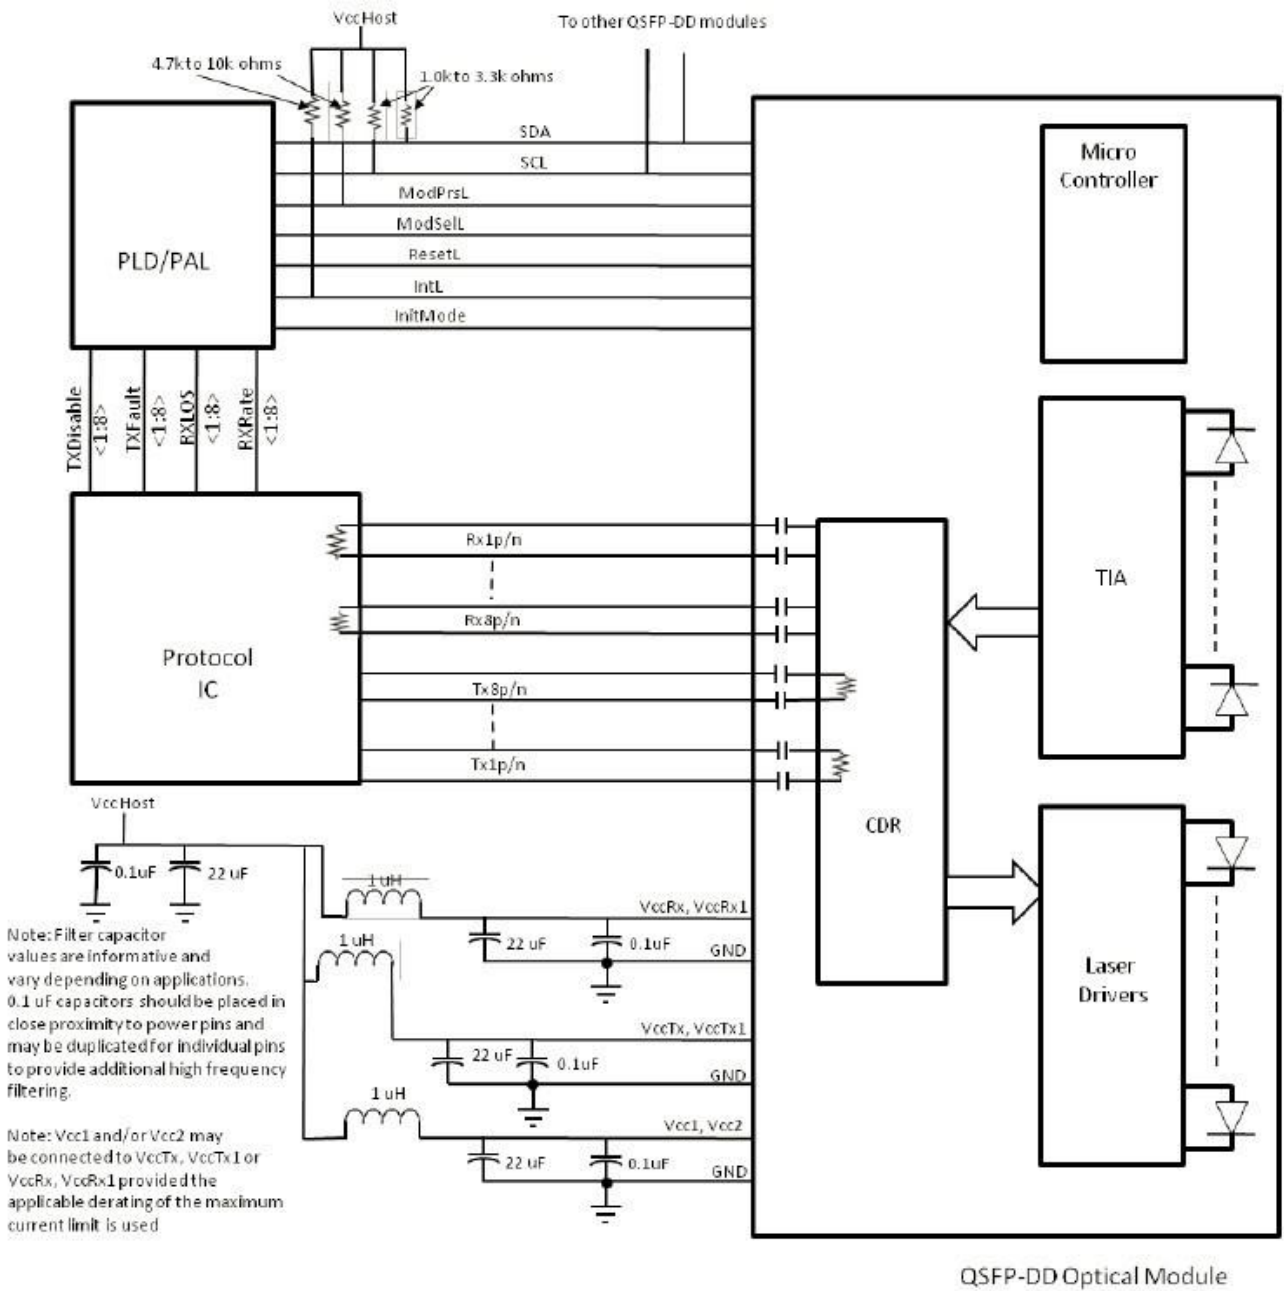 VccHost
To other QSFP-DD modules
4.7k to 10k ohms
1.0k to 3.3k ohms
SDA
SCL
ModPrsL
ModSelL
ResetL
IntL
InitMode
PLD/PAL
Micro
Controller
TXDisable
<1:8>
TXFault
<1:8>
RXLOS
<1:8>
RXRate
<1:8>
Rx1p/n
Rx8p/n
Tx8p/n
Tx1p/n
Protocol
IC
TIA
CDR
Laser
Drivers
VccHost
0.1uF
22 uF
1 uH
VccRx, VccRx1
22 uF
0.1uF
GND
1 uH
VccTx, VccTx1
22 uF
0.1uF
GND
1 uH
Vcc1, Vcc2
22 uF
0.1uF
GND
Note: Filter capacitor
values are informative and
vary depending on applications.
0.1 uF capacitors should be placed in
close proximity to power pins and
may be duplicated for individual pins
to provide additional high frequency
filtering.
Note: Vcc1 and/or Vcc2 may
be connected to VccTx, VccTx1 or
VccRx, VccRx1 provided the
applicable derating of the maximum
current limit is used
QSFP-DD Optical Module